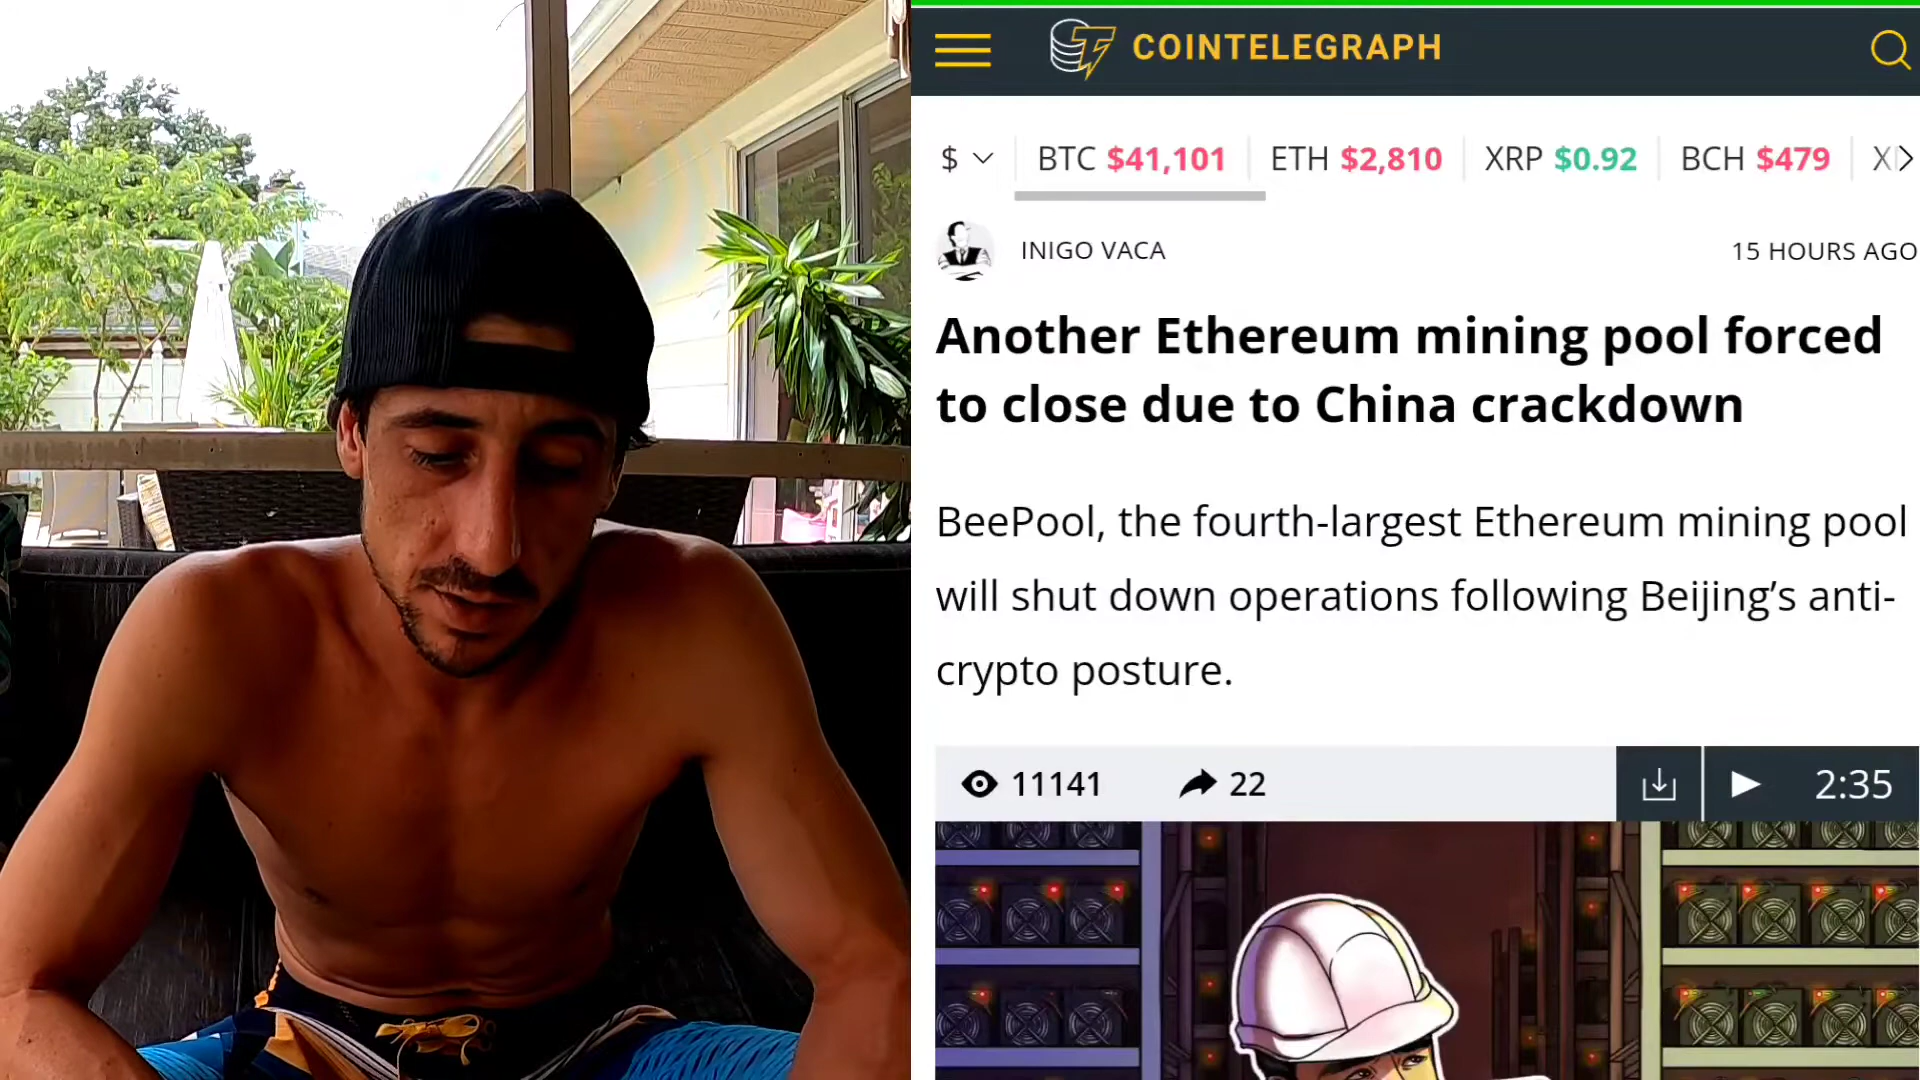 COINTELEGRAPH
$ BTC $41,101 ETH $2,810 XRP $0.92 BCH $479
INIGO VACA 15 HOURS AGO
Another Ethereum mining pool forced
to close due to China crackdown
BeePool, the fourth-largest Ethereum mining pool
will shut down operations following Beijing’s anti-
crypto posture.
11141 22 2:35